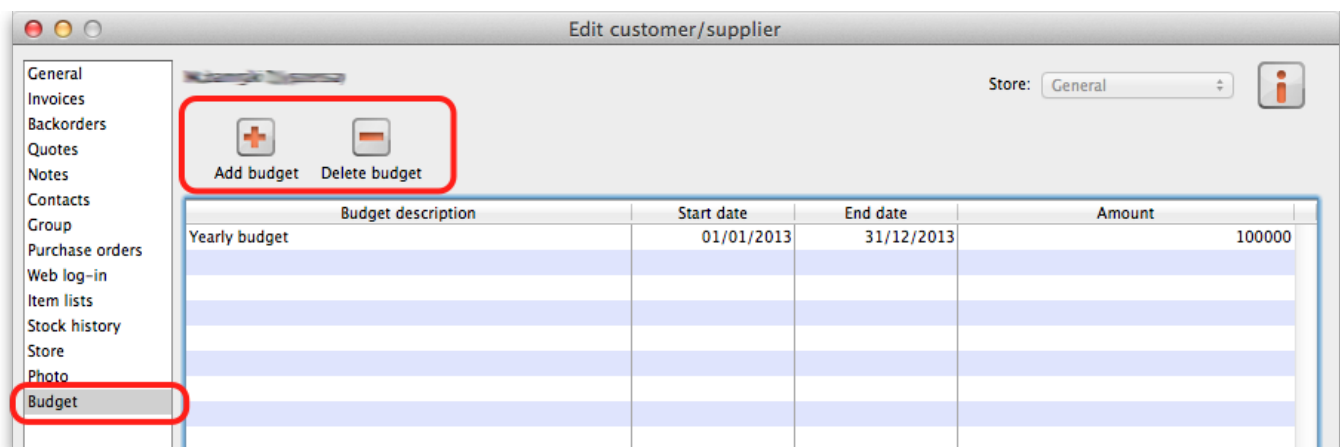 Edit customer/supplier
General
Invoices
Backorders
Quotes
Notes
Contacts
Group
Purchase orders
Web log-in
Item lists
Stock history
Store
Photo
Budget
Store: General
Add budget Delete budget
Budget description Start date End date Amount
Yearly budget 01/01/2013 31/12/2013 100000